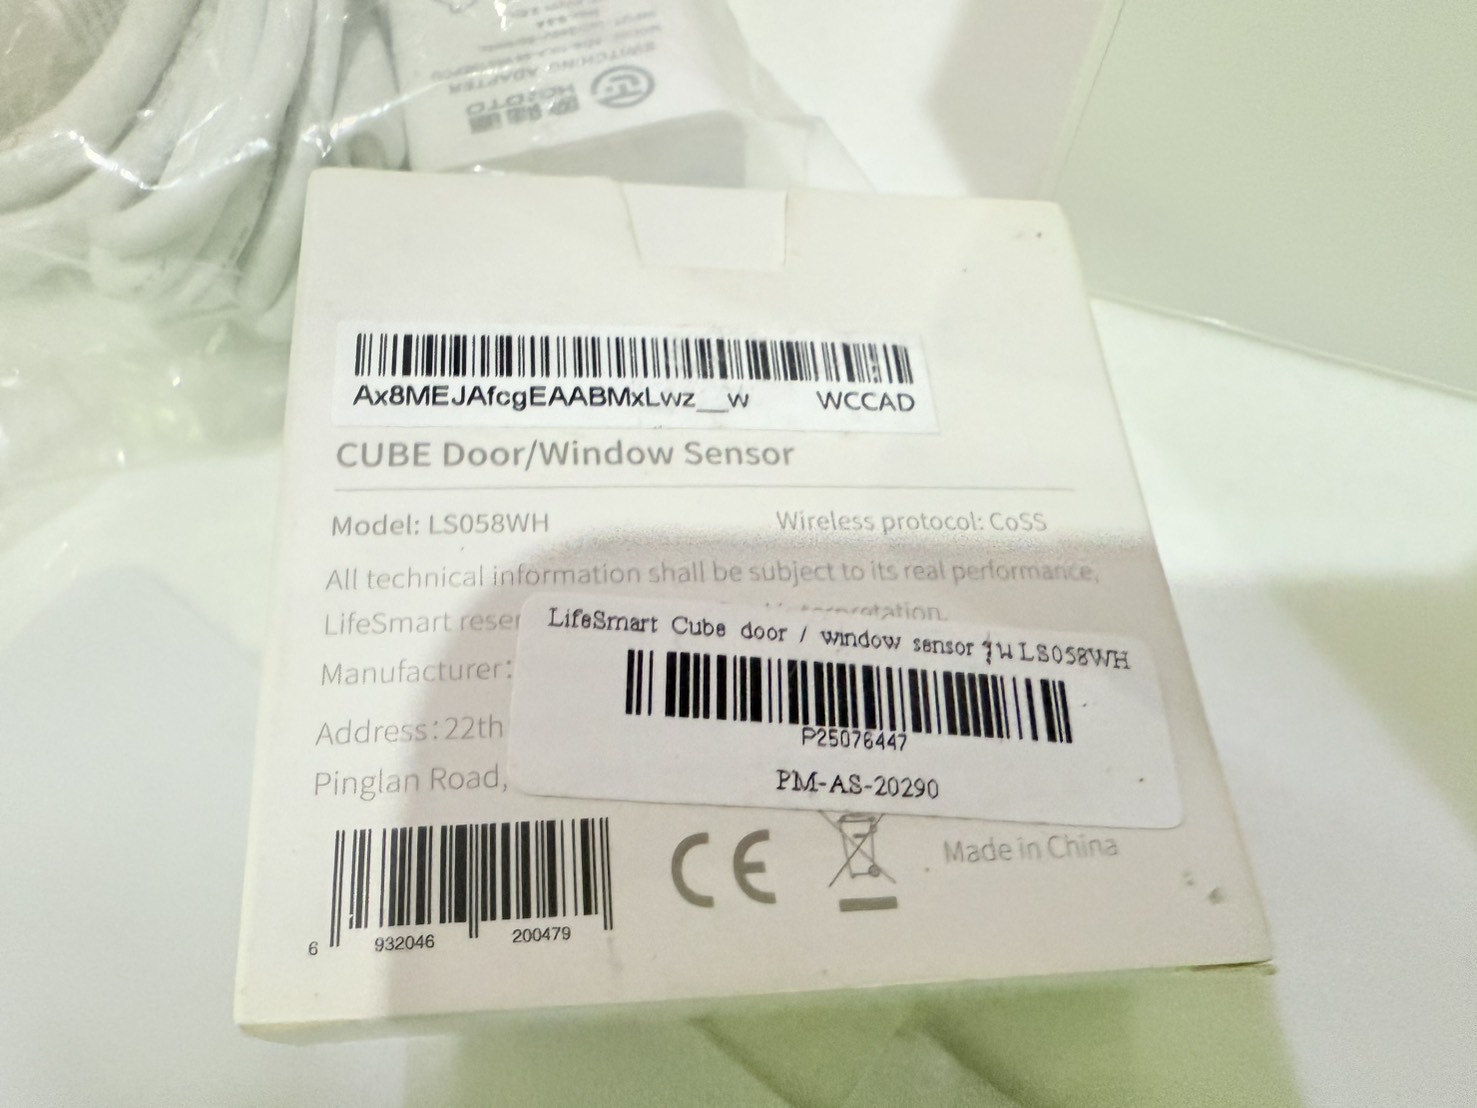 SWITCHING ADAPTER
HOIOTO
Ax8MEJAfcgEAABMxLwz__w WCCAD
CUBE Door/Window Sensor
Model: LS058WH Wireless protocol: CoSS
All technical information shall be subject to its real performance,
LifeSmart reser
LifeSmart Cube door / window sensor รุ่น LS058WH
Manufacturer:
P25076447
Address:22th
PM-AS-20290
Pinglan Road,
CE
Made in China
6 932046 200479